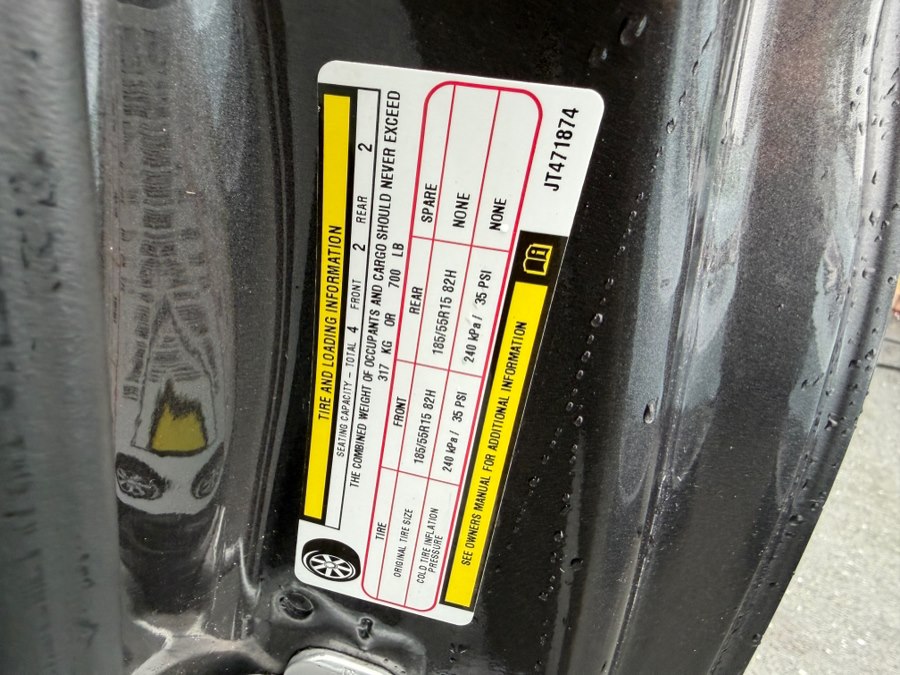 TIRE AND LOADING INFORMATION
SEATING CAPACITY - TOTAL 4 FRONT 2 REAR 2
THE COMBINED WEIGHT OF OCCUPANTS AND CARGO SHOULD NEVER EXCEED
317 KG OR 700 LB
TIRE FRONT REAR SPARE
ORIGINAL TIRE SIZE 185/55R15 82H 185/55R15 82H NONE
COLD TIRE INFLATION PRESSURE 240 kPa/ 35 PSI 240 kPa/ 35 PSI NONE
SEE OWNERS MANUAL FOR ADDITIONAL INFORMATION
JT471874